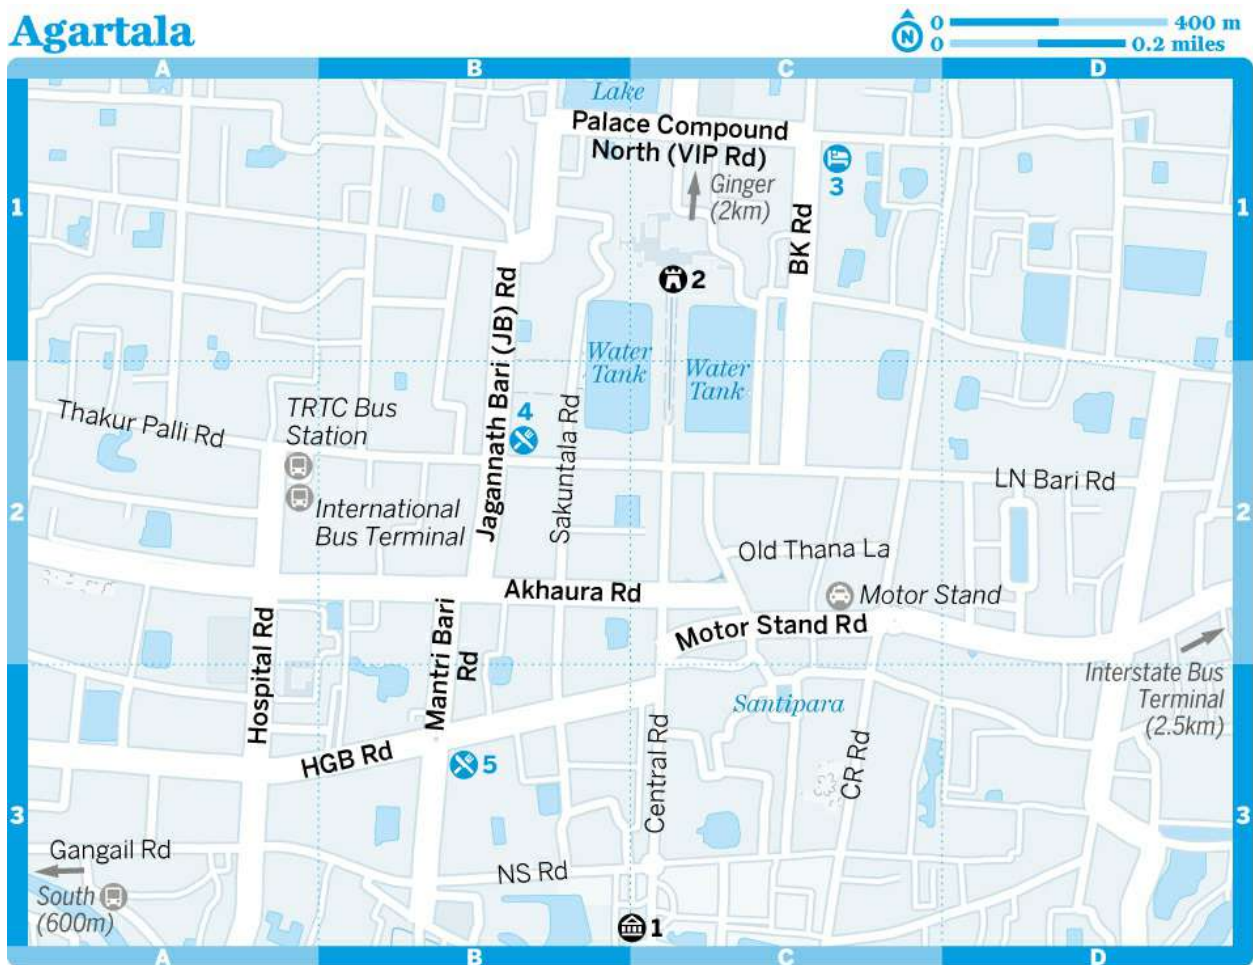 Agartala
N
0 400 m
0 0.2 miles
A B C D
Lake
Palace Compound
North (VIP Rd)
3
1 1
Ginger
(2km)
BK Rd
2
Jagannath Bari (JB) Rd
Water
Tank
Water
Tank
4
TRTC Bus
Station
Thakur Palli Rd
Sakuntala Rd
LN Bari Rd
2 2
International
Bus Terminal
Old Thana La
Akhaura Rd
Motor Stand
Motor Stand Rd
Hospital Rd
Mantri Bari
Rd
Interstate Bus
Terminal
(2.5km)
Santipara
HGB Rd
5
Central Rd
CR Rd
3 3
Gangail Rd
NS Rd
South
(600m)
1
A B C D